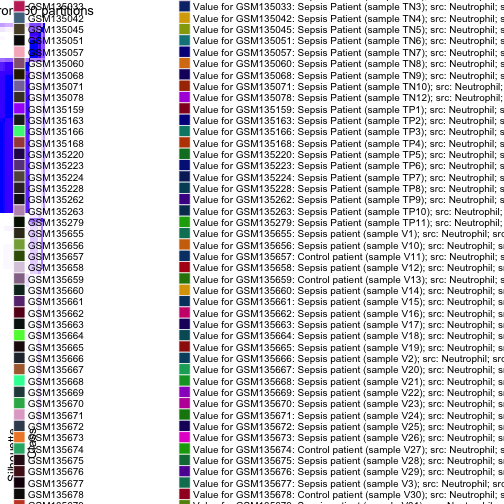 GSM135033 Value for GSM135033: Sepsis Patient (sample TN3); src: Neutrophil; s
GSM135042 Value for GSM135042: Sepsis Patient (sample TN4); src: Neutrophil; s
GSM135045 Value for GSM135045: Sepsis Patient (sample TN5); src: Neutrophil; s
GSM135051 Value for GSM135051: Sepsis Patient (sample TN6); src: Neutrophil; s
GSM135057 Value for GSM135057: Sepsis Patient (sample TN7); src: Neutrophil; s
GSM135060 Value for GSM135060: Sepsis Patient (sample TN8); src: Neutrophil; s
GSM135068 Value for GSM135068: Sepsis Patient (sample TN9); src: Neutrophil; s
GSM135071 Value for GSM135071: Sepsis Patient (sample TN10); src: Neutrophil;
GSM135078 Value for GSM135078: Sepsis Patient (sample TN12); src: Neutrophil;
GSM135159 Value for GSM135159: Sepsis Patient (sample TP1); src: Neutrophil; s
GSM135163 Value for GSM135163: Sepsis Patient (sample TP2); src: Neutrophil; s
GSM135166 Value for GSM135166: Sepsis Patient (sample TP3); src: Neutrophil; s
GSM135168 Value for GSM135168: Sepsis Patient (sample TP4); src: Neutrophil; s
GSM135220 Value for GSM135220: Sepsis Patient (sample TP5); src: Neutrophil; s
GSM135223 Value for GSM135223: Sepsis Patient (sample TP6); src: Neutrophil; s
GSM135224 Value for GSM135224: Sepsis Patient (sample TP7); src: Neutrophil; s
GSM135228 Value for GSM135228: Sepsis Patient (sample TP8); src: Neutrophil; s
GSM135262 Value for GSM135262: Sepsis Patient (sample TP9); src: Neutrophil; s
GSM135263 Value for GSM135263: Sepsis Patient (sample TP10); src: Neutrophil;
GSM135279 Value for GSM135279: Sepsis Patient (sample TP11); src: Neutrophil; s
GSM135655 Value for GSM135655: Sepsis patient (sample V1); src: Neutrophil; src
GSM135656 Value for GSM135656: Sepsis patient (sample V10); src: Neutrophil; s
GSM135657 Value for GSM135657: Control patient (sample V11); src: Neutrophil; s
GSM135658 Value for GSM135658: Sepsis patient (sample V12); src: Neutrophil; s
GSM135659 Value for GSM135659: Control patient (sample V13); src: Neutrophil; s
GSM135660 Value for GSM135660: Sepsis patient (sample V14); src: Neutrophil; s
GSM135661 Value for GSM135661: Sepsis patient (sample V15); src: Neutrophil; s
GSM135662 Value for GSM135662: Sepsis patient (sample V16); src: Neutrophil; s
GSM135663 Value for GSM135663: Sepsis patient (sample V17); src: Neutrophil; s
GSM135664 Value for GSM135664: Sepsis patient (sample V18); src: Neutrophil; s
GSM135665 Value for GSM135665: Sepsis patient (sample V19); src: Neutrophil; s
GSM135666 Value for GSM135666: Sepsis patient (sample V2); src: Neutrophil; src
GSM135667 Value for GSM135667: Sepsis patient (sample V20); src: Neutrophil; s
GSM135668 Value for GSM135668: Sepsis patient (sample V21); src: Neutrophil; s
GSM135669 Value for GSM135669: Sepsis patient (sample V22); src: Neutrophil; s
GSM135670 Value for GSM135670: Sepsis patient (sample V23); src: Neutrophil; s
GSM135671 Value for GSM135671: Sepsis patient (sample V24); src: Neutrophil; s
GSM135672 Value for GSM135672: Sepsis patient (sample V25); src: Neutrophil; s
GSM135673 Value for GSM135673: Sepsis patient (sample V26); src: Neutrophil; s
GSM135674 Value for GSM135674: Control patient (sample V27); src: Neutrophil; s
GSM135675 Value for GSM135675: Sepsis patient (sample V28); src: Neutrophil; s
GSM135676 Value for GSM135676: Sepsis patient (sample V29); src: Neutrophil; s
GSM135677 Value for GSM135677: Sepsis patient (sample V3); src: Neutrophil; src
GSM135678 Value for GSM135678: Control patient (sample V30); src: Neutrophil; s
partitions
Silhouette